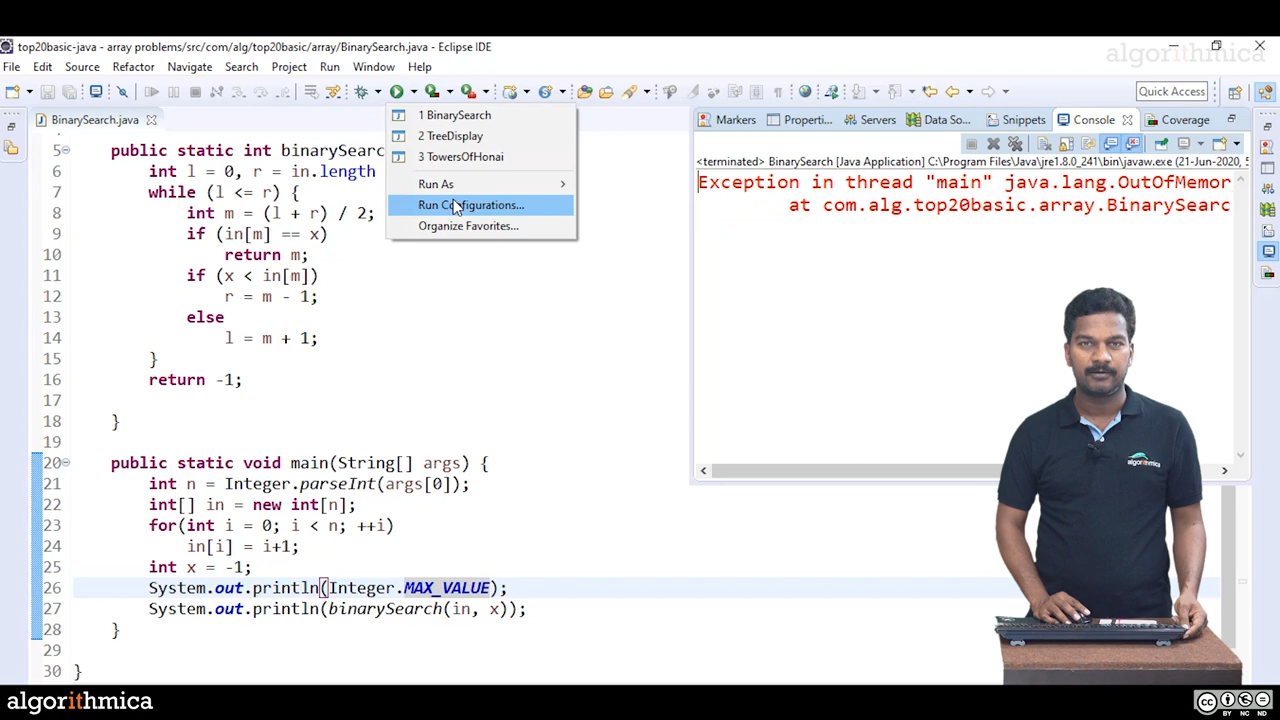 top20basic-java - array problems/src/com/alg/top20basic/array/BinarySearch.java - Eclipse IDE
algorithmica
File Edit Source Refactor Navigate Search Project Run Window Help
Quick Access
BinarySearch.java
1 BinarySearch
2 TreeDisplay
3 TowersOfHonai
Run As
Run Configurations...
Organize Favorites...
Markers Properti... Servers Data So... Snippets Console Coverage
<terminated> BinarySearch [Java Application] C:\Program Files\Java\jre1.8.0_241\bin\javaw.exe (21-Jun-2020, 5
Exception in thread "main" java.lang.OutOfMemor
at com.alg.top20basic.array.BinarySearc
5 public static int binarySearc
6 int l = 0, r = in.length
7 while (l <= r) {
8 int m = (l + r) / 2;
9 if (in[m] == x)
10 return m;
11 if (x < in[m])
12 r = m - 1;
13 else
14 l = m + 1;
15 }
16 return -1;
17
18 }
19
20 public static void main(String[] args) {
21 int n = Integer.parseInt(args[0]);
22 int[] in = new int[n];
23 for(int i = 0; i < n; ++i)
24 in[i] = i+1;
25 int x = -1;
26 System.out.println(Integer.MAX_VALUE);
27 System.out.println(binarySearch(in, x));
28 }
29
30 }
algorithmica
algorithmica
CC BY NC ND